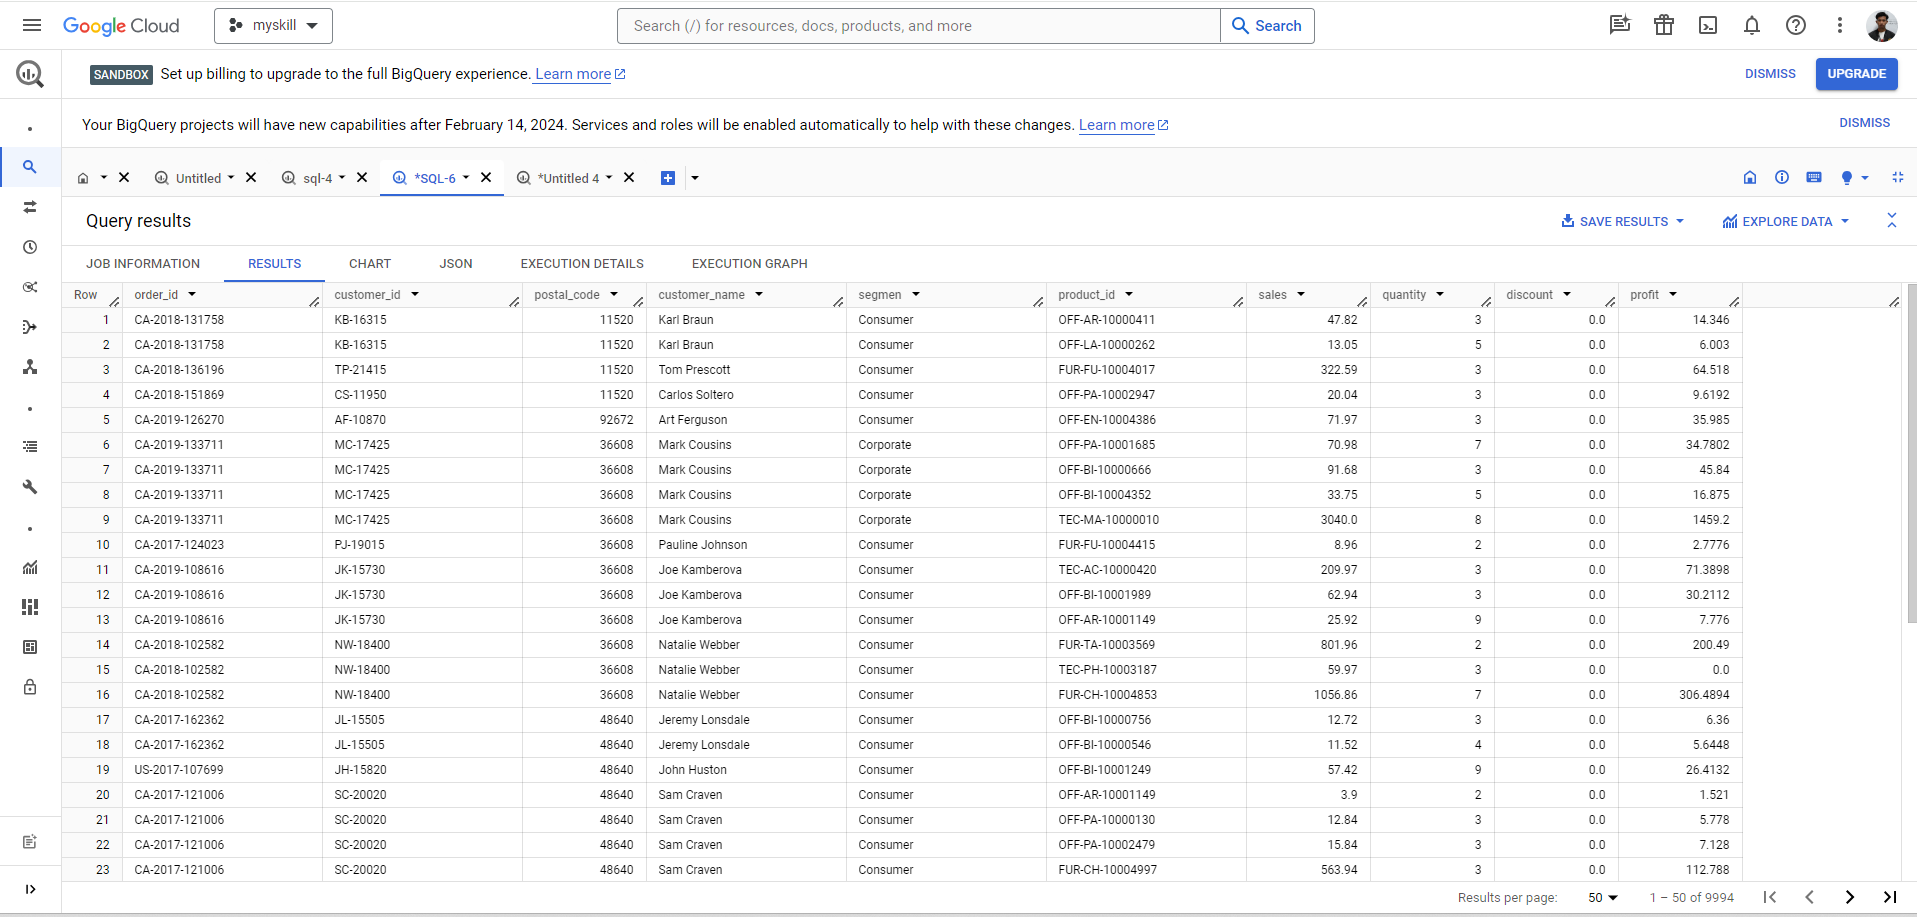 Google Cloud myskill Search (/) for resources, docs, products, and more Search
SANDBOX Set up billing to upgrade to the full BigQuery experience. Learn more DISMISS UPGRADE
Your BigQuery projects will have new capabilities after February 14, 2024. Services and roles will be enabled automatically to help with these changes. Learn more DISMISS
Untitled sql-4 *SQL-6 *Untitled 4
Query results SAVE RESULTS EXPLORE DATA
JOB INFORMATION RESULTS CHART JSON EXECUTION DETAILS EXECUTION GRAPH
Row order_id customer_id postal_code customer_name segmen product_id sales quantity discount profit
1 CA-2018-131758 KB-16315 11520 Karl Braun Consumer OFF-AR-10000411 47.82 3 0.0 14.346
2 CA-2018-131758 KB-16315 11520 Karl Braun Consumer OFF-LA-10000262 13.05 5 0.0 6.003
3 CA-2018-136196 TP-21415 11520 Tom Prescott Consumer FUR-FU-10004017 322.59 3 0.0 64.518
4 CA-2018-151869 CS-11950 11520 Carlos Soltero Consumer OFF-PA-10002947 20.04 3 0.0 9.6192
5 CA-2019-126270 AF-10870 92672 Art Ferguson Consumer OFF-EN-10004386 71.97 3 0.0 35.985
6 CA-2019-133711 MC-17425 36608 Mark Cousins Corporate OFF-PA-10001685 70.98 7 0.0 34.7802
7 CA-2019-133711 MC-17425 36608 Mark Cousins Corporate OFF-BI-10000666 91.68 3 0.0 45.84
8 CA-2019-133711 MC-17425 36608 Mark Cousins Corporate OFF-BI-10004352 33.75 5 0.0 16.875
9 CA-2019-133711 MC-17425 36608 Mark Cousins Corporate TEC-MA-10000010 3040.0 8 0.0 1459.2
10 CA-2017-124023 PJ-19015 36608 Pauline Johnson Consumer FUR-FU-10004415 8.96 2 0.0 2.7776
11 CA-2019-108616 JK-15730 36608 Joe Kamberova Consumer TEC-AC-10000420 209.97 3 0.0 71.3898
12 CA-2019-108616 JK-15730 36608 Joe Kamberova Consumer OFF-BI-10001989 62.94 3 0.0 30.2112
13 CA-2019-108616 JK-15730 36608 Joe Kamberova Consumer OFF-AR-10001149 25.92 9 0.0 7.776
14 CA-2018-102582 NW-18400 36608 Natalie Webber Consumer FUR-TA-10003569 801.96 2 0.0 200.49
15 CA-2018-102582 NW-18400 36608 Natalie Webber Consumer TEC-PH-10003187 59.97 3 0.0 0.0
16 CA-2018-102582 NW-18400 36608 Natalie Webber Consumer FUR-CH-10004853 1056.86 7 0.0 306.4894
17 CA-2017-162362 JL-15505 48640 Jeremy Lonsdale Consumer OFF-BI-10000756 12.72 3 0.0 6.36
18 CA-2017-162362 JL-15505 48640 Jeremy Lonsdale Consumer OFF-BI-10000546 11.52 4 0.0 5.6448
19 US-2017-107699 JH-15820 48640 John Huston Consumer OFF-BI-10001249 57.42 9 0.0 26.4132
20 CA-2017-121006 SC-20020 48640 Sam Craven Consumer OFF-AR-10001149 3.9 2 0.0 1.521
21 CA-2017-121006 SC-20020 48640 Sam Craven Consumer OFF-PA-10000130 12.84 3 0.0 5.778
22 CA-2017-121006 SC-20020 48640 Sam Craven Consumer OFF-PA-10002479 15.84 3 0.0 7.128
23 CA-2017-121006 SC-20020 48640 Sam Craven Consumer FUR-CH-10004997 563.94 3 0.0 112.788
Results per page: 50 1 – 50 of 9994